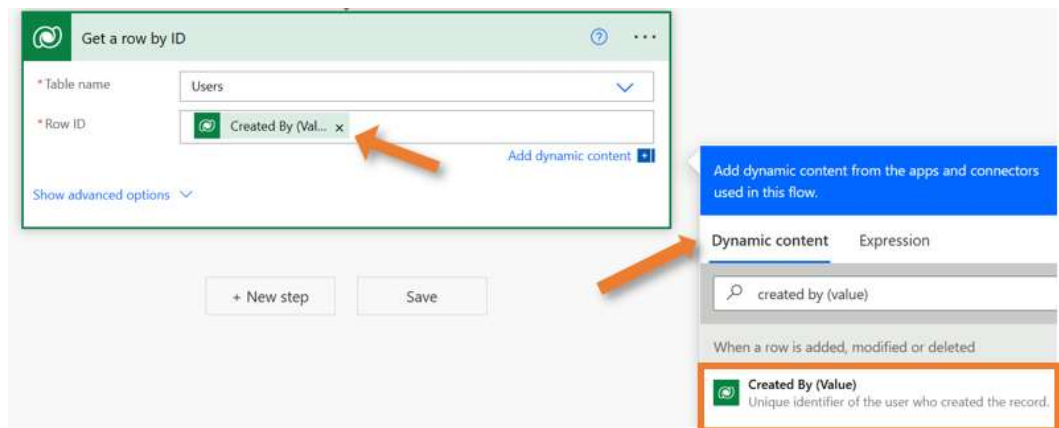 Get a row by ID
* Table name
Users
* Row ID
Created By (Val... x
Add dynamic content
Show advanced options
+ New step
Save
Add dynamic content from the apps and connectors
used in this flow.
Dynamic content
Expression
created by (value)
When a row is added, modified or deleted
Created By (Value)
Unique identifier of the user who created the record.